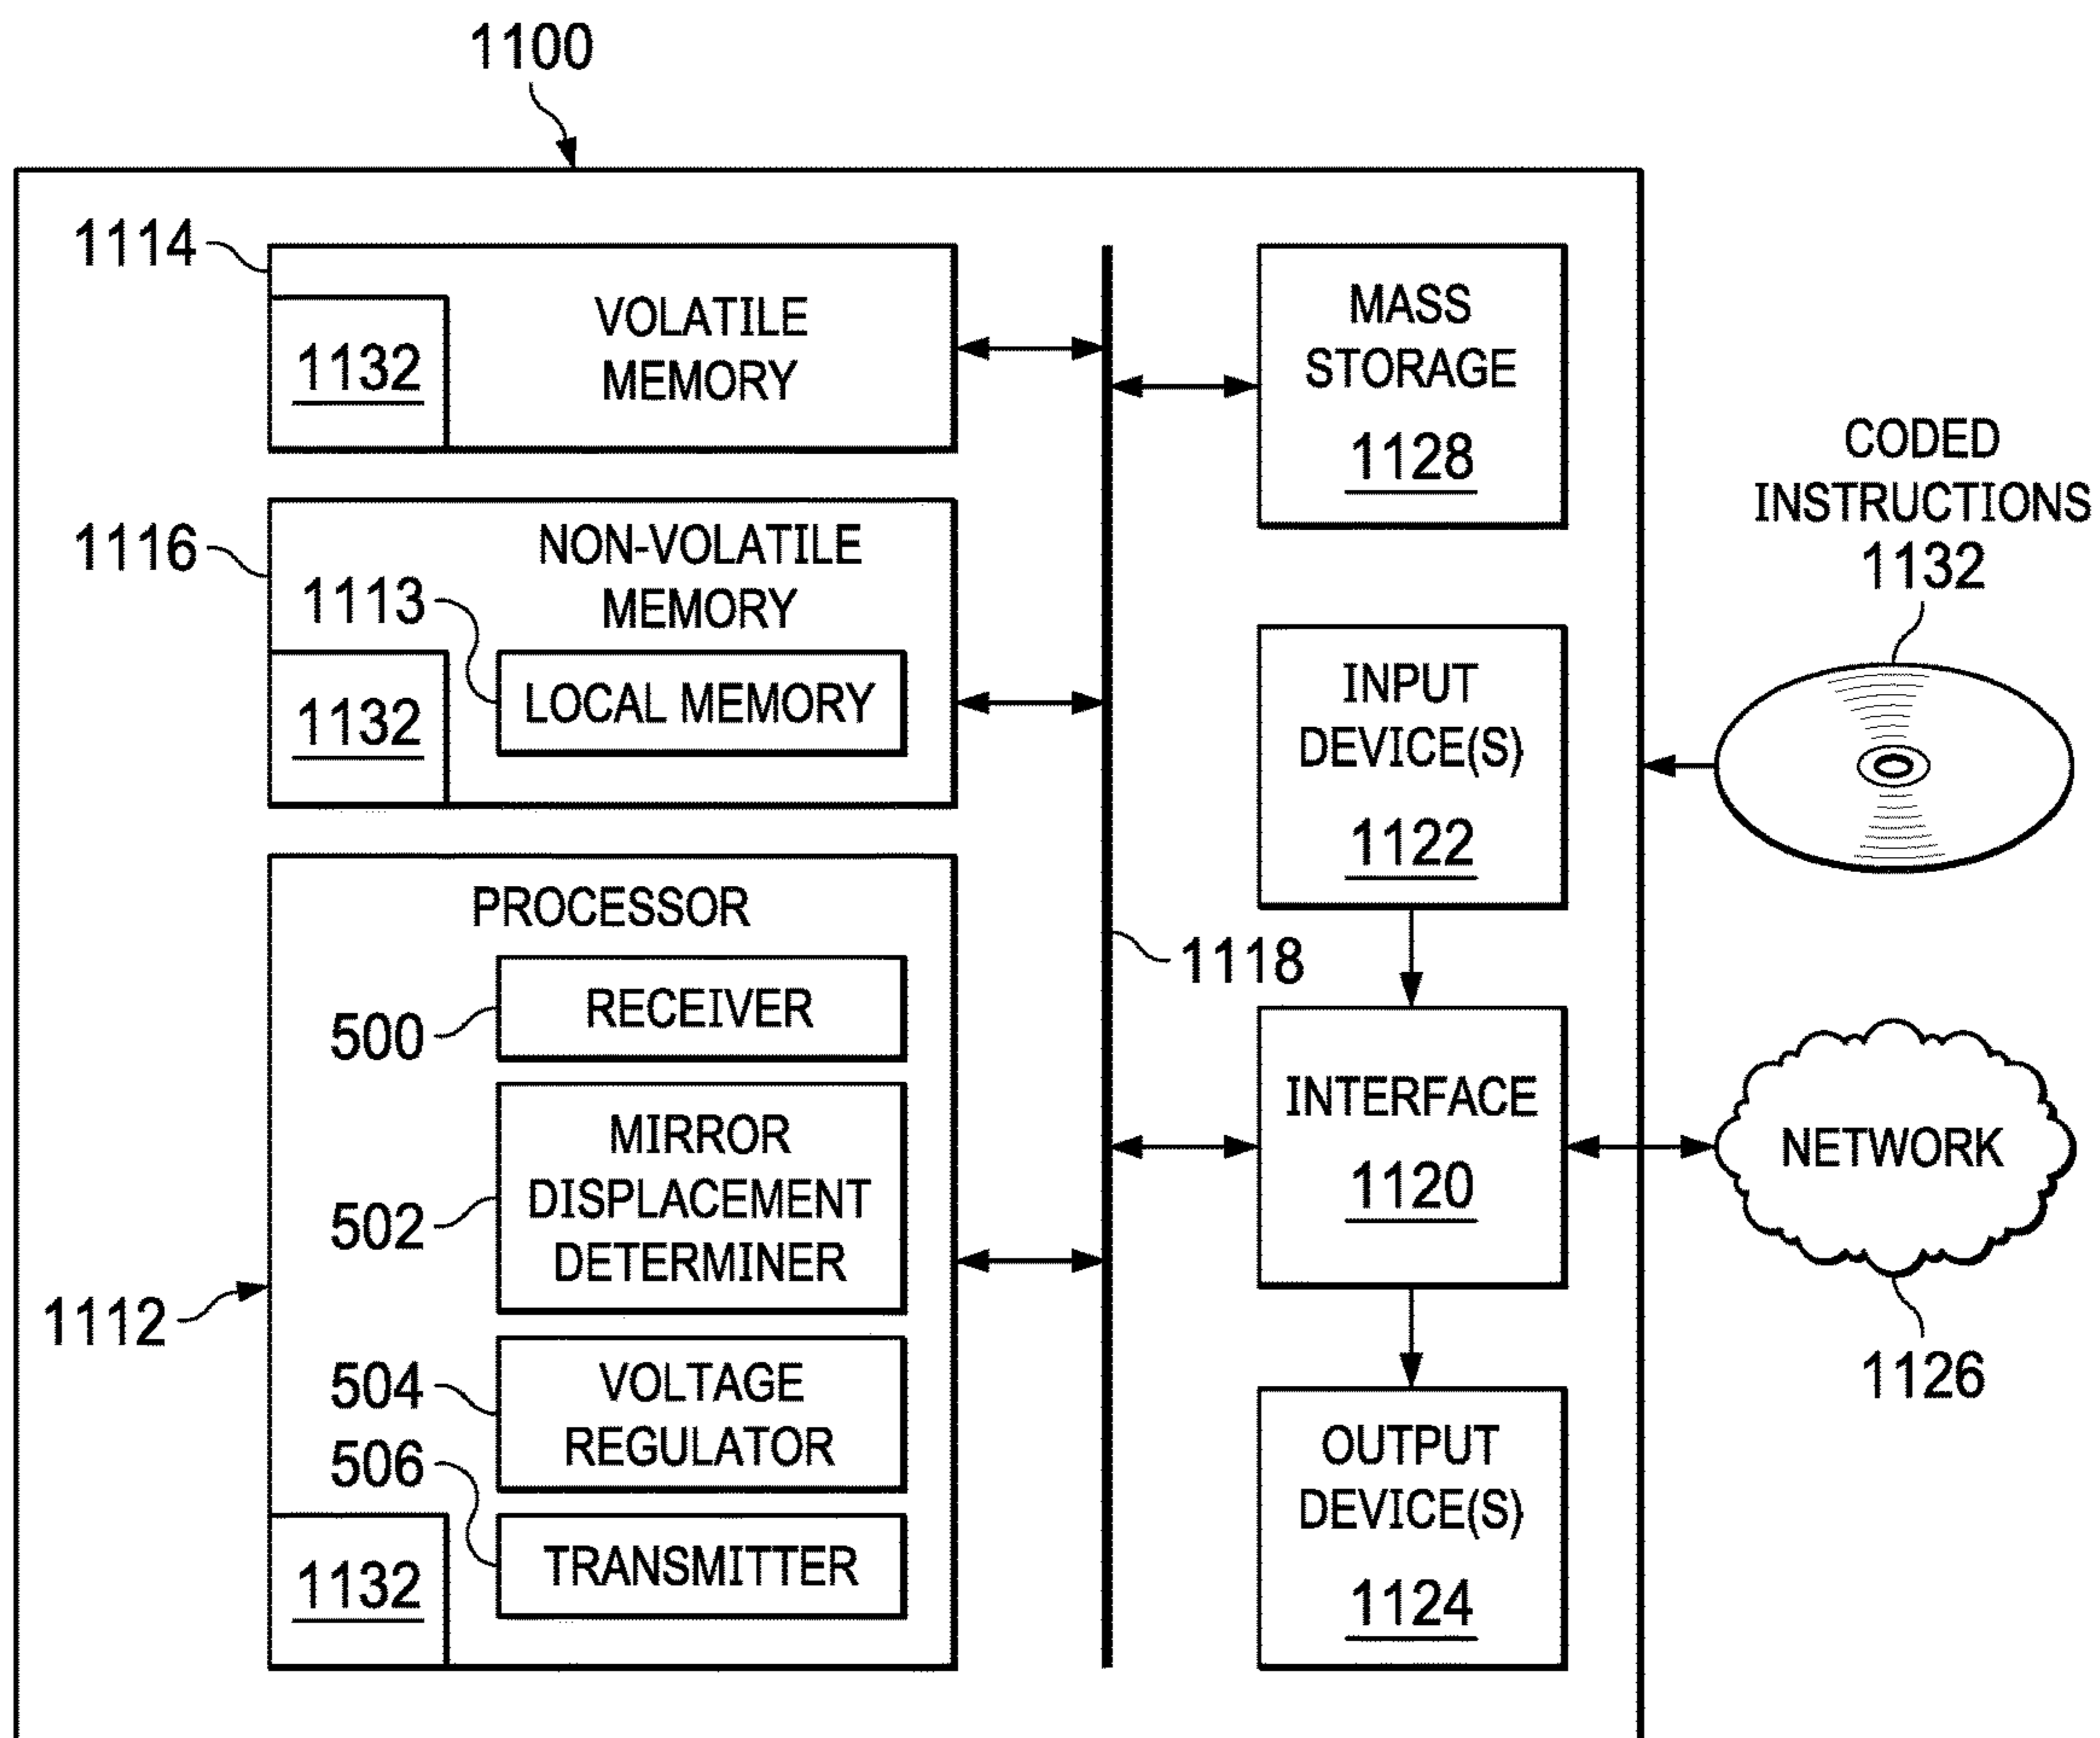 1100
1114
VOLATILE
MEMORY
1132
1116
NON-VOLATILE
MEMORY
1113
LOCAL MEMORY
1132
PROCESSOR
500
RECEIVER
502
MIRROR
DISPLACEMENT
DETERMINER
1112
504
VOLTAGE
REGULATOR
506
TRANSMITTER
1132
1118
MASS
STORAGE
1128
INPUT
DEVICE(S)
1122
INTERFACE
1120
OUTPUT
DEVICE(S)
1124
CODED
INSTRUCTIONS
1132
NETWORK
1126